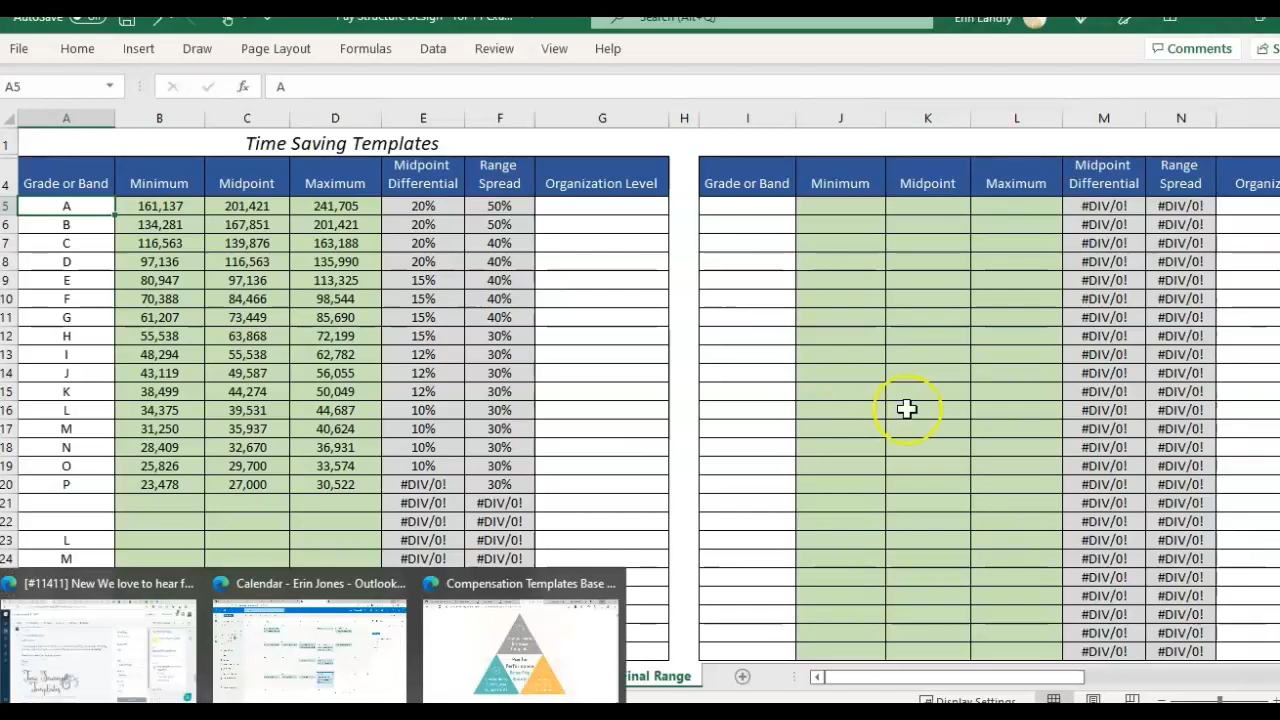 AutoSave Off
Search (Alt+Q)
Erin Landry
File Home Insert Draw Page Layout Formulas Data Review View Help Comments S
A5 fx A
A B C D E F G H I J K L M N
1 Time Saving Templates
4 Grade or Band Minimum Midpoint Maximum Midpoint Differential Range Spread Organization Level Grade or Band Minimum Midpoint Maximum Midpoint Differential Range Spread Organiz
5 A 161,137 201,421 241,705 20% 50% #DIV/0! #DIV/0!
6 B 134,281 167,851 201,421 20% 50% #DIV/0! #DIV/0!
7 C 116,563 139,876 163,188 20% 40% #DIV/0! #DIV/0!
8 D 97,136 116,563 135,990 20% 40% #DIV/0! #DIV/0!
9 E 80,947 97,136 113,325 15% 40% #DIV/0! #DIV/0!
10 F 70,388 84,466 98,544 15% 40% #DIV/0! #DIV/0!
11 G 61,207 73,449 85,690 15% 40% #DIV/0! #DIV/0!
12 H 55,538 63,868 72,199 15% 30% #DIV/0! #DIV/0!
13 I 48,294 55,538 62,782 12% 30% #DIV/0! #DIV/0!
14 J 43,119 49,587 56,055 12% 30% #DIV/0! #DIV/0!
15 K 38,499 44,274 50,049 12% 30% #DIV/0! #DIV/0!
16 L 34,375 39,531 44,687 10% 30% #DIV/0! #DIV/0!
17 M 31,250 35,937 40,624 10% 30% #DIV/0! #DIV/0!
18 N 28,409 32,670 36,931 10% 30% #DIV/0! #DIV/0!
19 O 25,826 29,700 33,574 10% 30% #DIV/0! #DIV/0!
20 P 23,478 27,000 30,522 #DIV/0! 30% #DIV/0! #DIV/0!
21 #DIV/0! #DIV/0! #DIV/0! #DIV/0!
22 #DIV/0! #DIV/0! #DIV/0! #DIV/0!
23 L #DIV/0! #DIV/0! #DIV/0! #DIV/0!
24 M #DIV/0! #DIV/0! #DIV/0! #DIV/0!
#DIV/0! #DIV/0!
#DIV/0! #DIV/0!
#DIV/0! #DIV/0!
#DIV/0! #DIV/0!
#DIV/0! #DIV/0!
[#11411] New We love to hear f... Calendar - Erin Jones - Outlook... Compensation Templates Base ...
Time Saving
Templates
inal Range
Display Settings